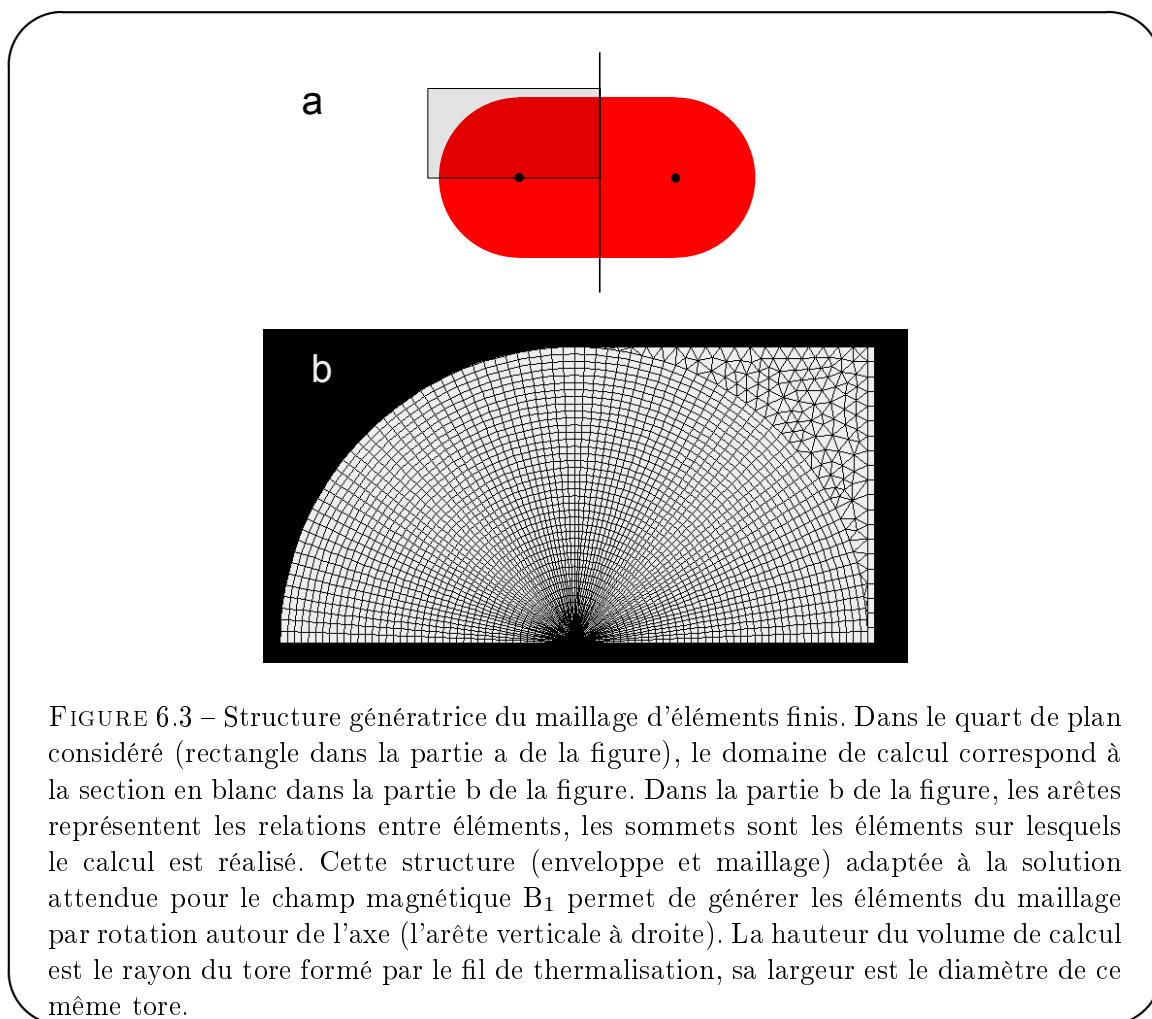 a
b
FIGURE 6.3 – Structure génératrice du maillage d'éléments finis. Dans le quart de plan
considéré (rectangle dans la partie a de la figure), le domaine de calcul correspond à
la section en blanc dans la partie b de la figure. Dans la partie b de la figure, les arêtes
représentent les relations entre éléments, les sommets sont les éléments sur lesquels
le calcul est réalisé. Cette structure (enveloppe et maillage) adaptée à la solution
attendue pour le champ magnétique B₁ permet de générer les éléments du maillage
par rotation autour de l'axe (l'arête verticale à droite). La hauteur du volume de calcul
est le rayon du tore formé par le fil de thermalisation, sa largeur est le diamètre de ce
même tore.